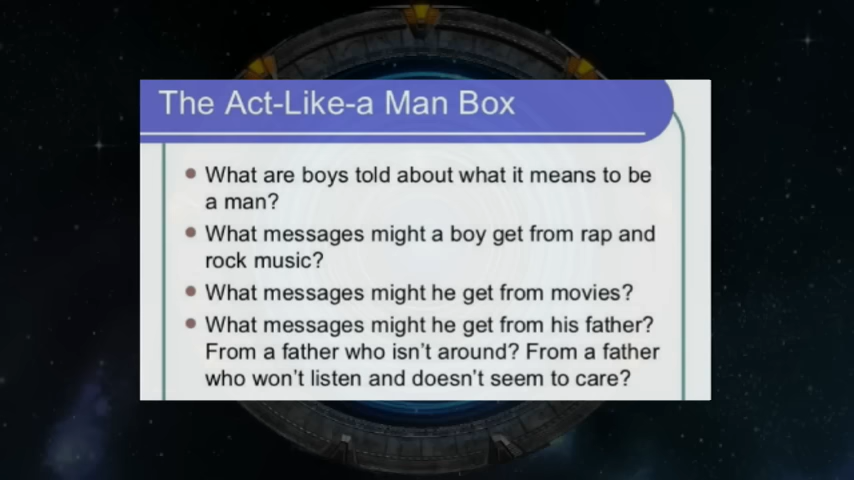 The Act-Like-a Man Box
What are boys told about what it means to be
a man?
What messages might a boy get from rap and
rock music?
What messages might he get from movies?
What messages might he get from his father?
From a father who isn't around? From a father
who won't listen and doesn't seem to care?